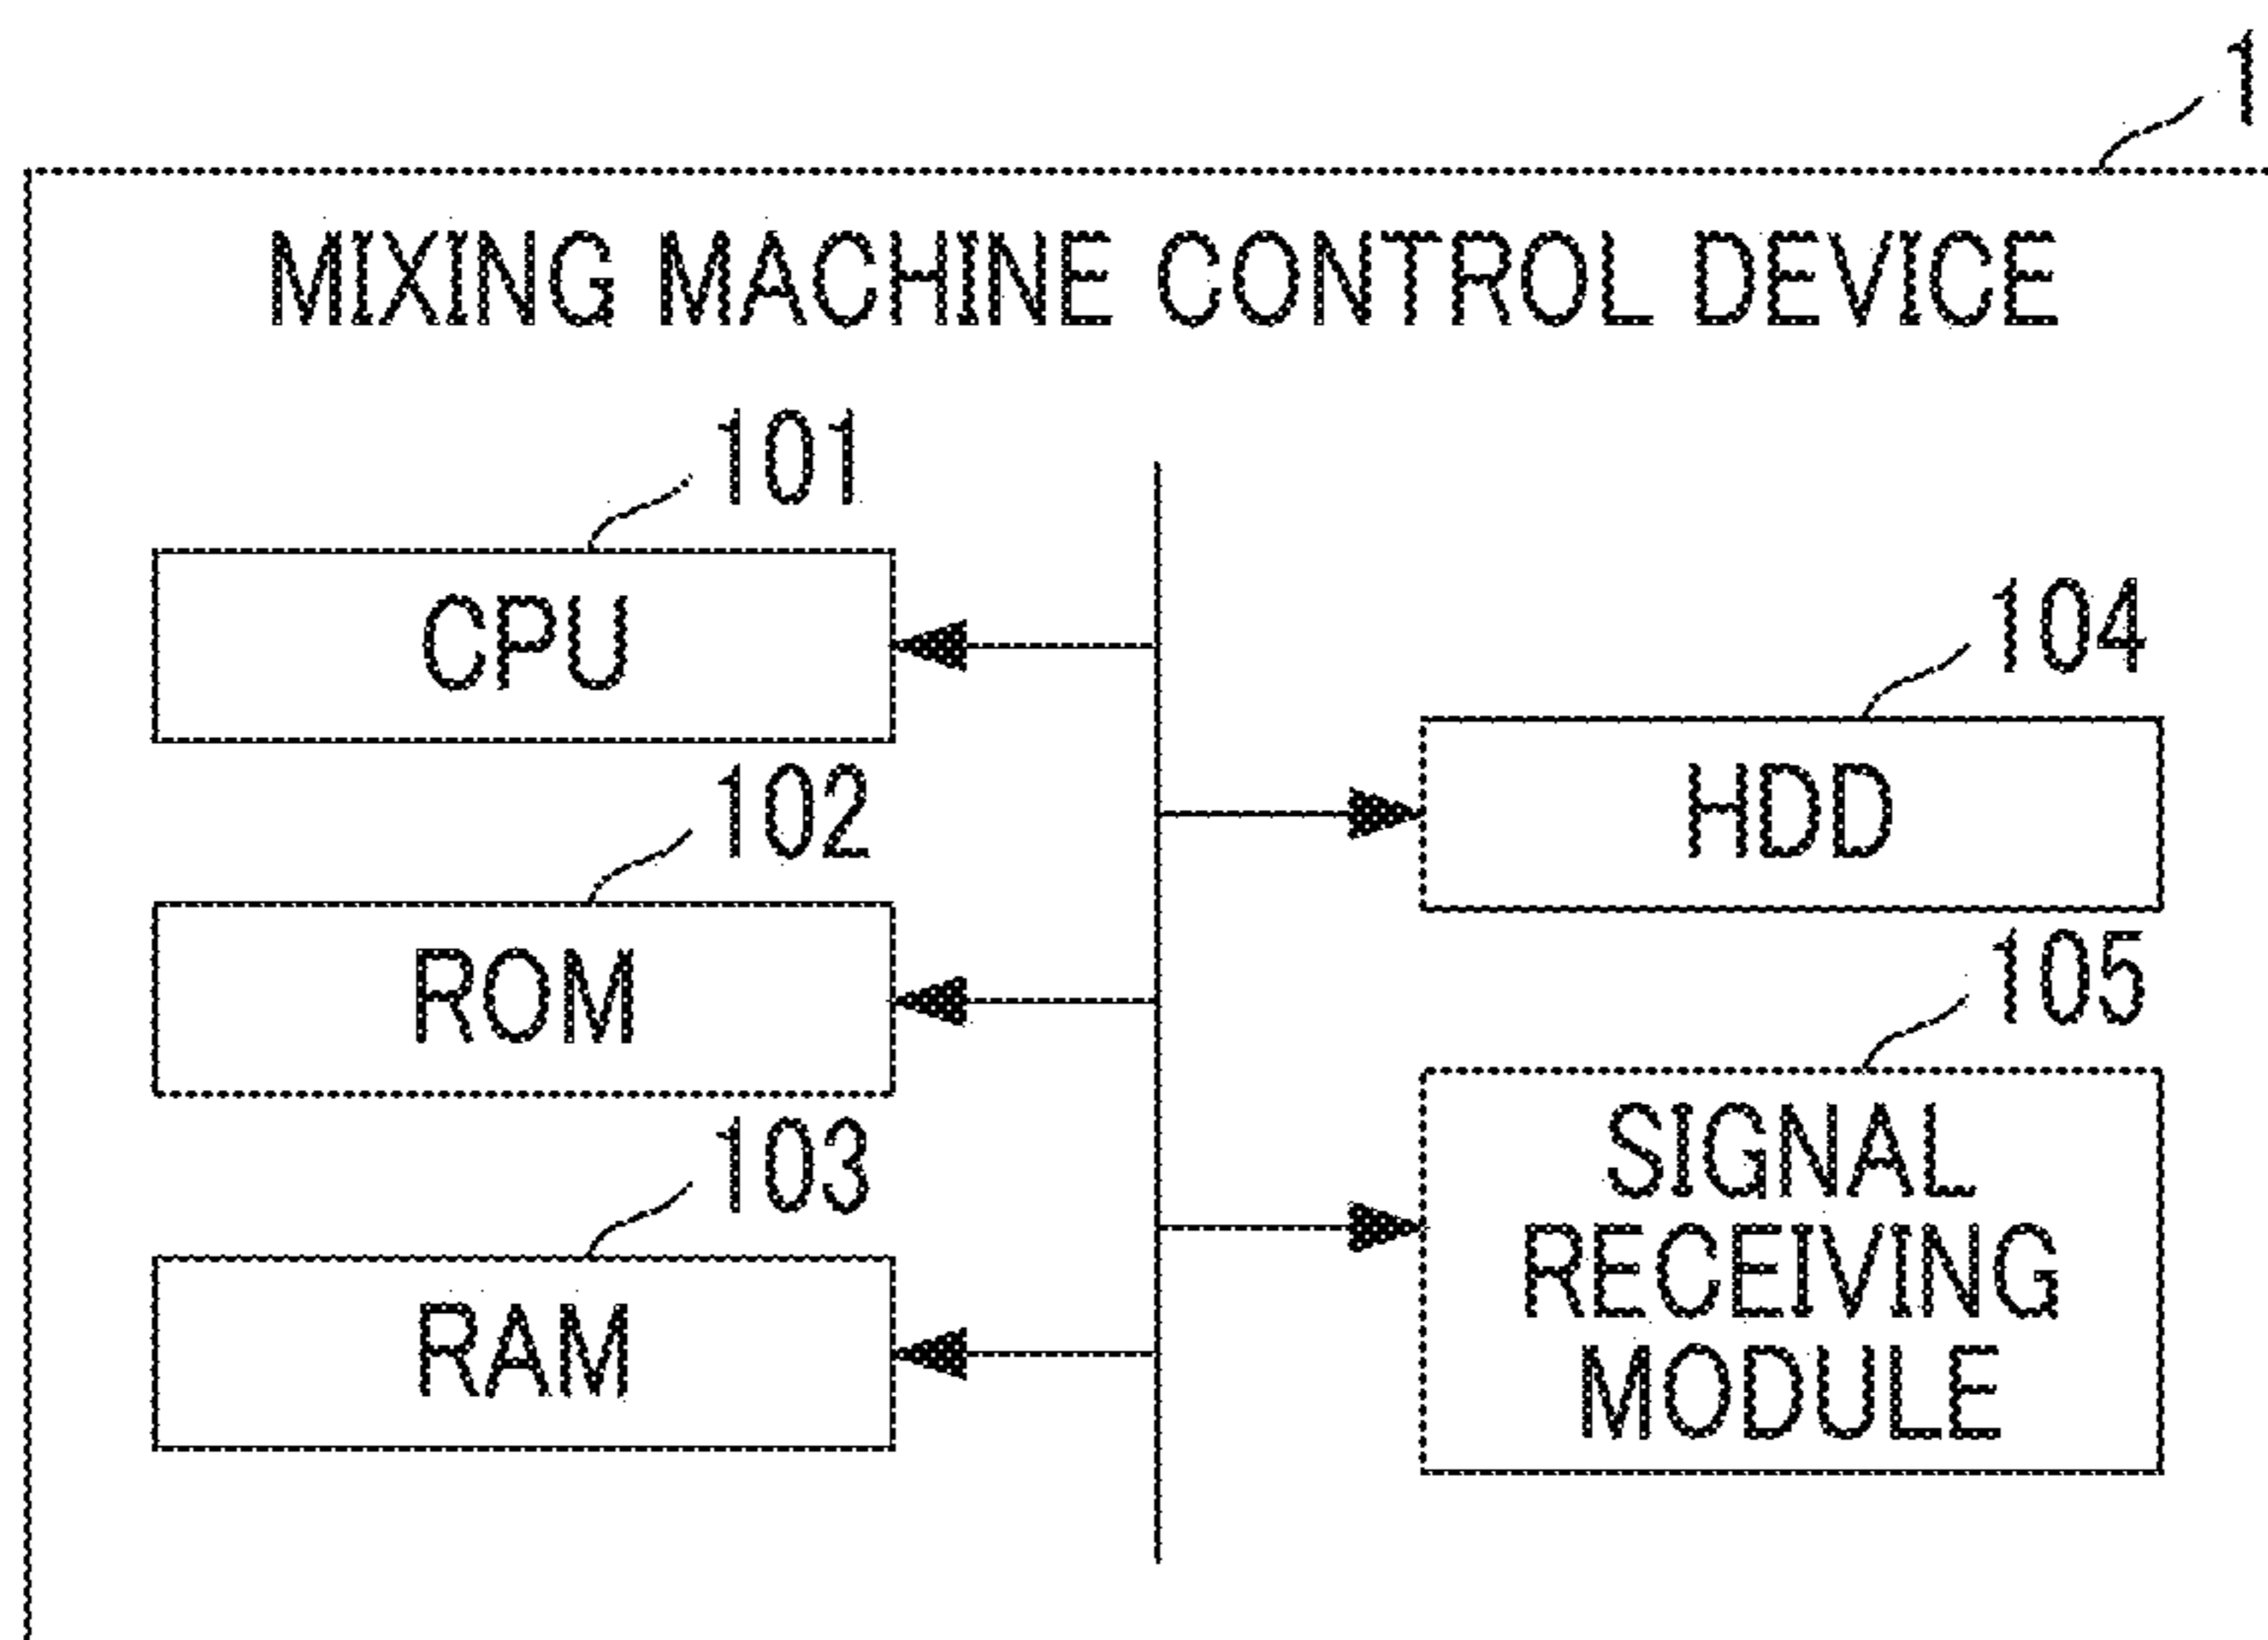 1
MIXING MACHINE CONTROL DEVICE
101
CPU
102
ROM
103
RAM
104
HDD
105
SIGNAL
RECEIVING
MODULE